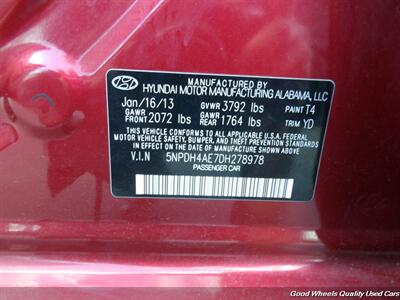 MANUFACTURED BY
HYUNDAI MOTOR MANUFACTURING ALABAMA, LLC
Jan/16/13 GVWR 3792 lbs PAINT T4
GAWR FRONT 2072 lbs GAWR REAR 1764 lbs TRIM YD
THIS VEHICLE CONFORMS TO ALL APPLICABLE U.S. FEDERAL
MOTOR VEHICLE SAFETY, BUMPER, AND THEFT PREVENTION
STANDARDS IN EFFECT ON THE DATE OF MANUFACTURE SHOWN ABOVE.
V.I.N 5NPDH4AE7DH278978
PASSENGER CAR
Good Wheels Quality Used Cars